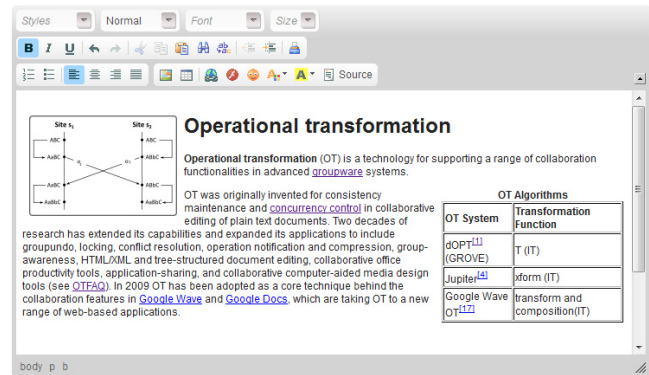 Styles Normal Font Size
B I U
Source
Site s1 Site s2
ABC ABC
AaBC ABbC
AaBbC AaBbC
Operational transformation
Operational transformation (OT) is a technology for supporting a range of collaboration
functionalities in advanced groupware systems.
OT was originally invented for consistency
maintenance and concurrency control in collaborative
editing of plain text documents. Two decades of
research has extended its capabilities and expanded its applications to include
groupundo, locking, conflict resolution, operation notification and compression, group-
awareness, HTML/XML and tree-structured document editing, collaborative office
productivity tools, application-sharing, and collaborative computer-aided media design
tools (see OTFAQ). In 2009 OT has been adopted as a core technique behind the
collaboration features in Google Wave and Google Docs, which are taking OT to a new
range of web-based applications.
OT Algorithms
OT System Transformation
Function
dOPT[1]
(GROVE) T (IT)
Jupiter[4] xform (IT)
Google Wave transform and
OT[17] composition(IT)
body p b